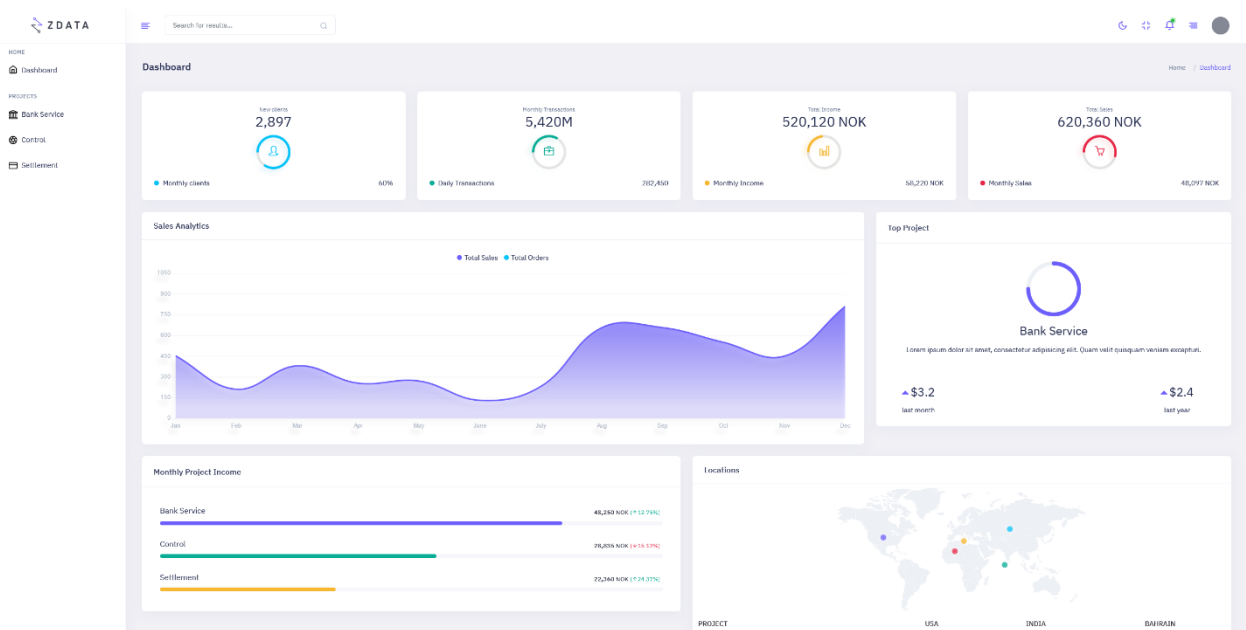 ZDATA
Search for results...
HOME
Dashboard
PROJECTS
Bank Service
Control
Settlement
Dashboard
Home / Dashboard
New clients
2,897
Monthly clients 60%
Monthly Transactions
5,420M
Daily Transactions 282,450
Total Income
520,120 NOK
Monthly Income 58,220 NOK
Total Sales
620,360 NOK
Monthly Sales 48,097 NOK
Sales Analytics
Total Sales Total Orders
1050
900
750
600
450
300
150
0
Jan Feb Mar Apr May June July Aug Sep Oct Nov Dec
Top Project
Bank Service
Lorem ipsum dolor sit amet, consectetur adipisicing elit. Quam velit quisquam veniam excepturi.
$3.2
last month
$2.4
last year
Monthly Project Income
Bank Service 48,250 NOK
Control 28,835 NOK
Settlement 22,360 NOK
Locations
PROJECT USA INDIA BAHRAIN